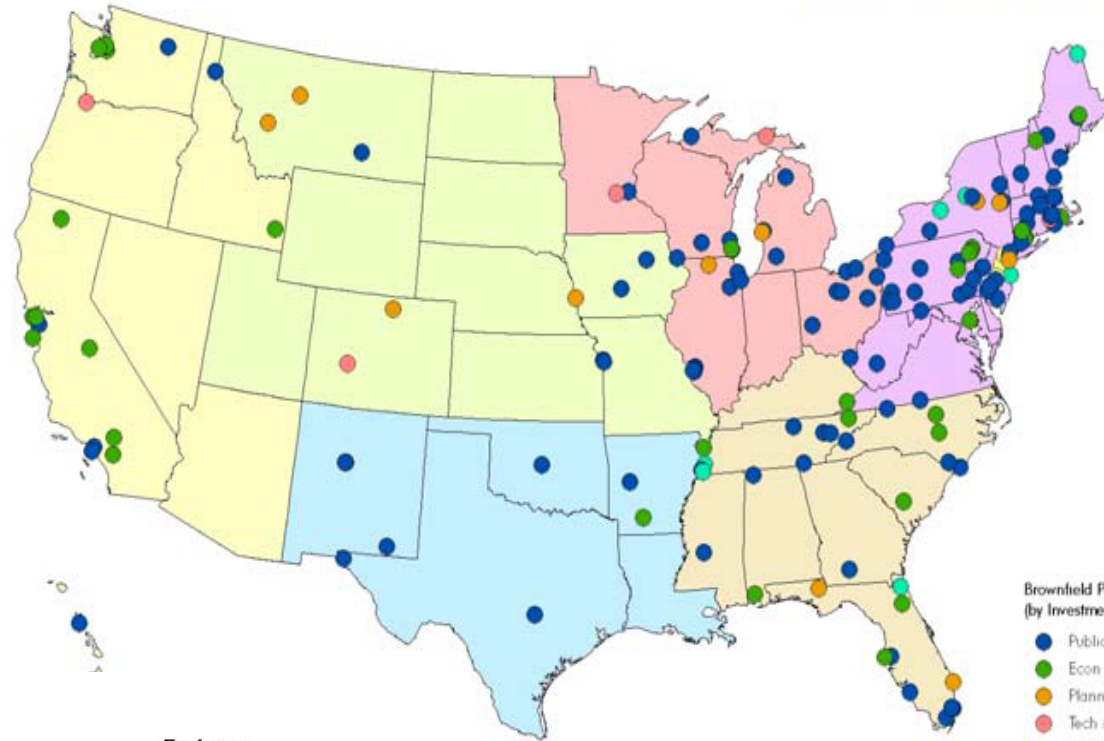 Brownfield P
(by Investme
Public
Econ
Plann
Tech